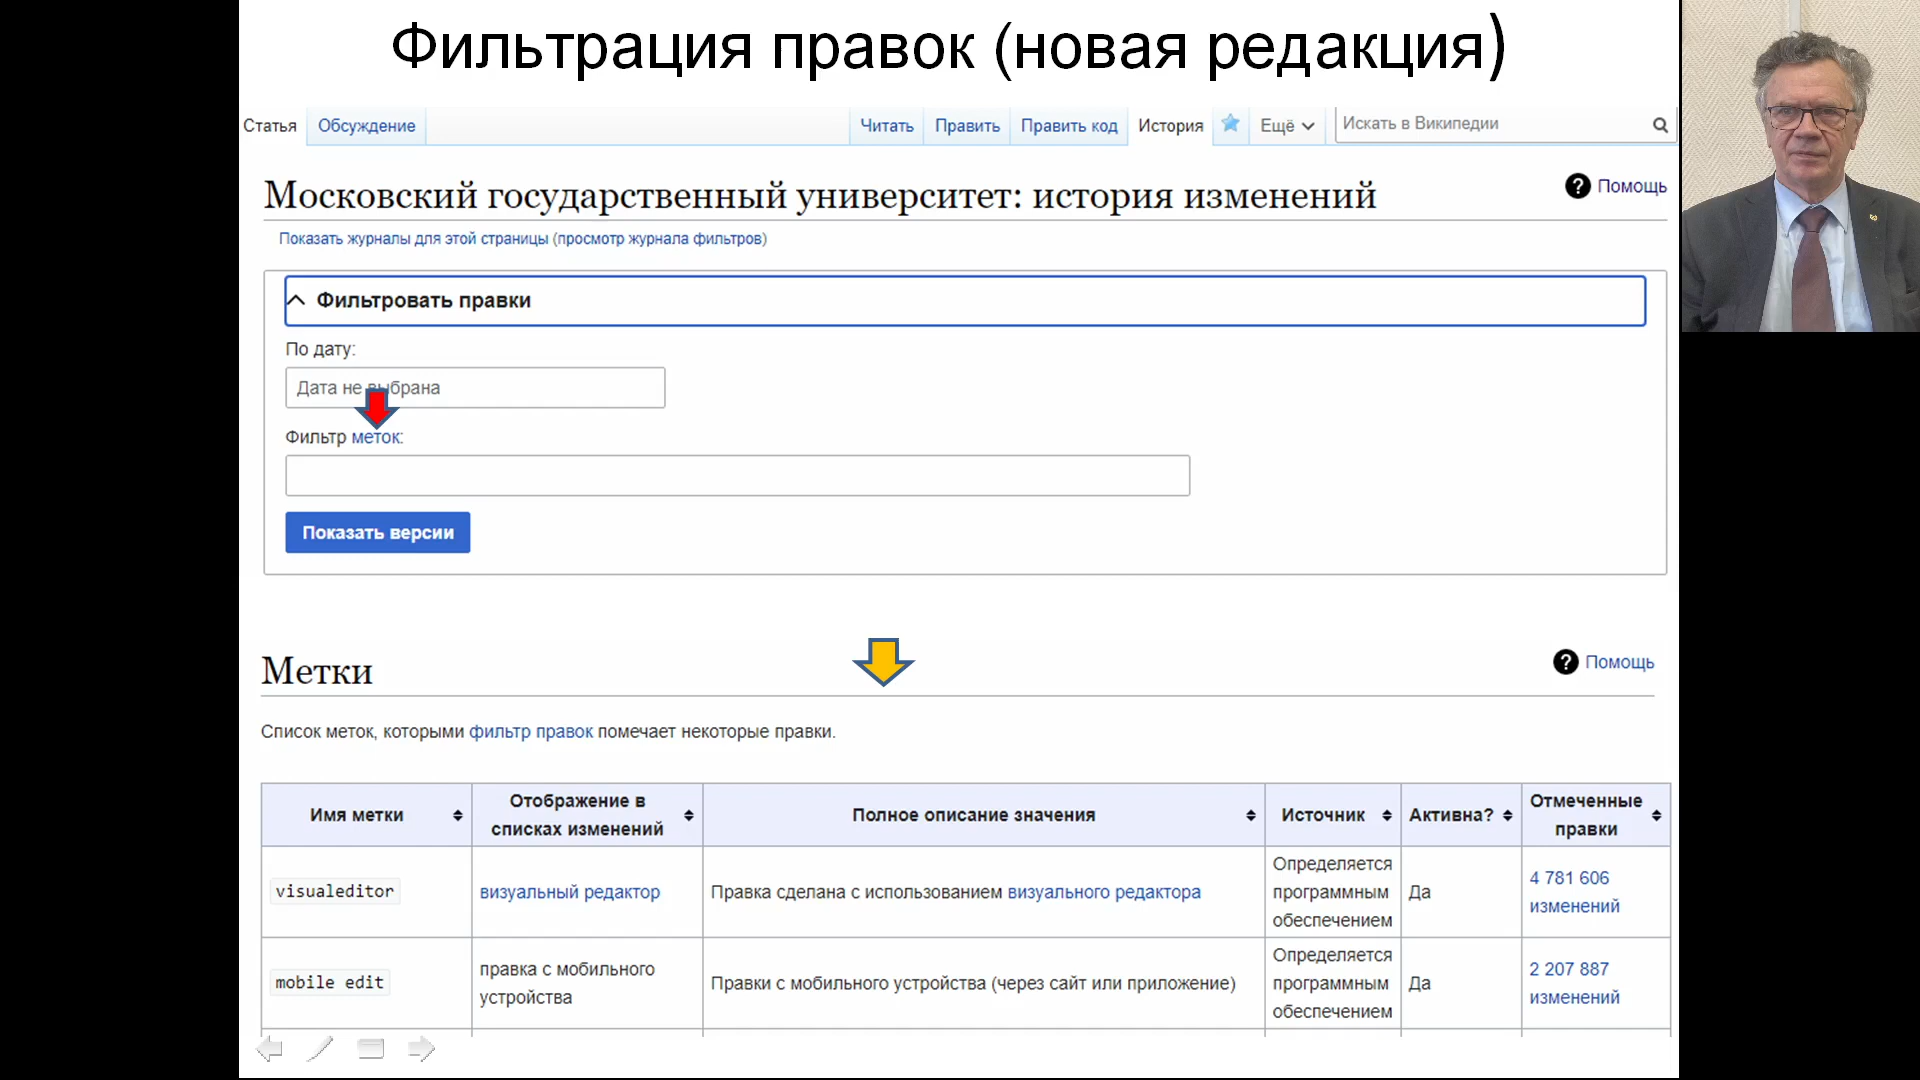 Фильтрация правок (новая редакция)
Статья Обсуждение Читать Править Править код История Ещё Искать в Википедии
Московский государственный университет: история изменений
Помощь
Показать журналы для этой страницы (просмотр журнала фильтров)
Фильтровать правки
По дату:
Дата не выбрана
Фильтр меток:
Показать версии
Метки
Помощь
Список меток, которыми фильтр правок помечает некоторые правки.
Имя метки
Отображение в
списках изменений
Полное описание значения
Источник
Активна?
Отмеченные
правки
visualeditor
визуальный редактор
Правка сделана с использованием визуального редактора
Определяется
программным
обеспечением
Да
4 781 606
изменений
mobile edit
правка с мобильного
устройства
Правки с мобильного устройства (через сайт или приложение)
Определяется
программным
обеспечением
Да
2 207 887
изменений